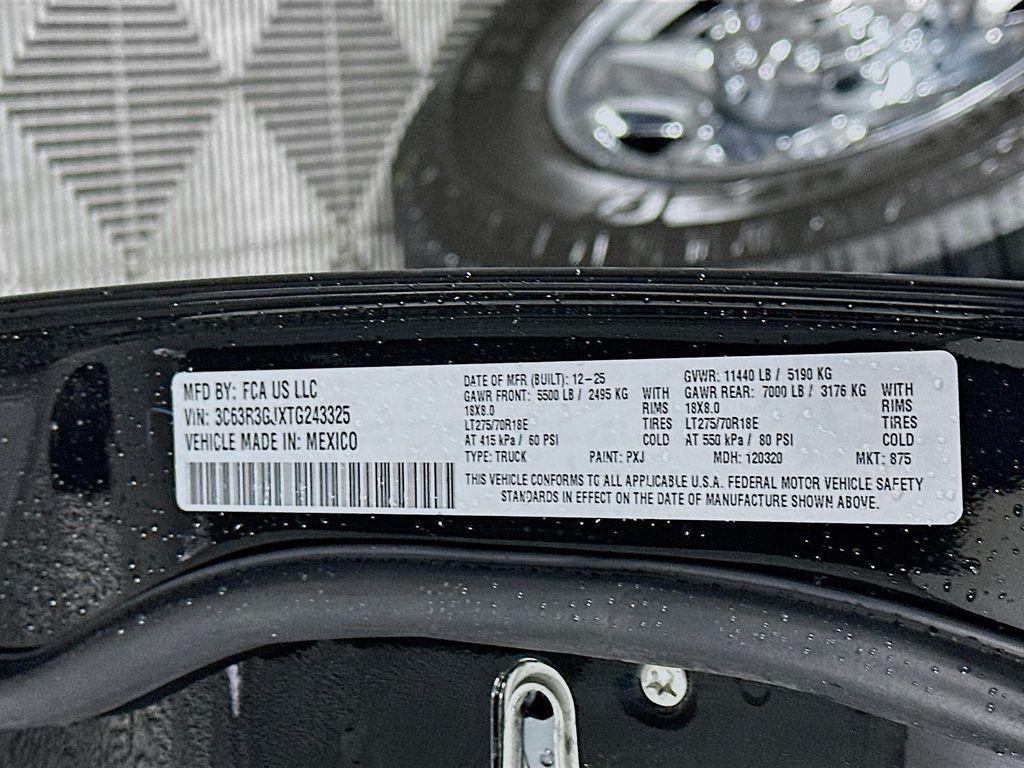 MFD BY: FCA US LLC
VIN: 3C63R3GJXTG243325
VEHICLE MADE IN: MEXICO
DATE OF MFR (BUILT): 12-25
GAWR FRONT: 5500 LB / 2495 KG WITH
18X8.0 RIMS
LT275/70R18E TIRES
AT 415 kPa / 60 PSI COLD
GVWR: 11440 LB / 5190 KG
GAWR REAR: 7000 LB / 3176 KG WITH
18X8.0 RIMS
LT275/70R18E TIRES
AT 550 kPa / 80 PSI COLD
TYPE: TRUCK PAINT: PXJ MDH: 120320 MKT: 875
THIS VEHICLE CONFORMS TO ALL APPLICABLE U.S.A. FEDERAL MOTOR VEHICLE SAFETY
STANDARDS IN EFFECT ON THE DATE OF MANUFACTURE SHOWN ABOVE.